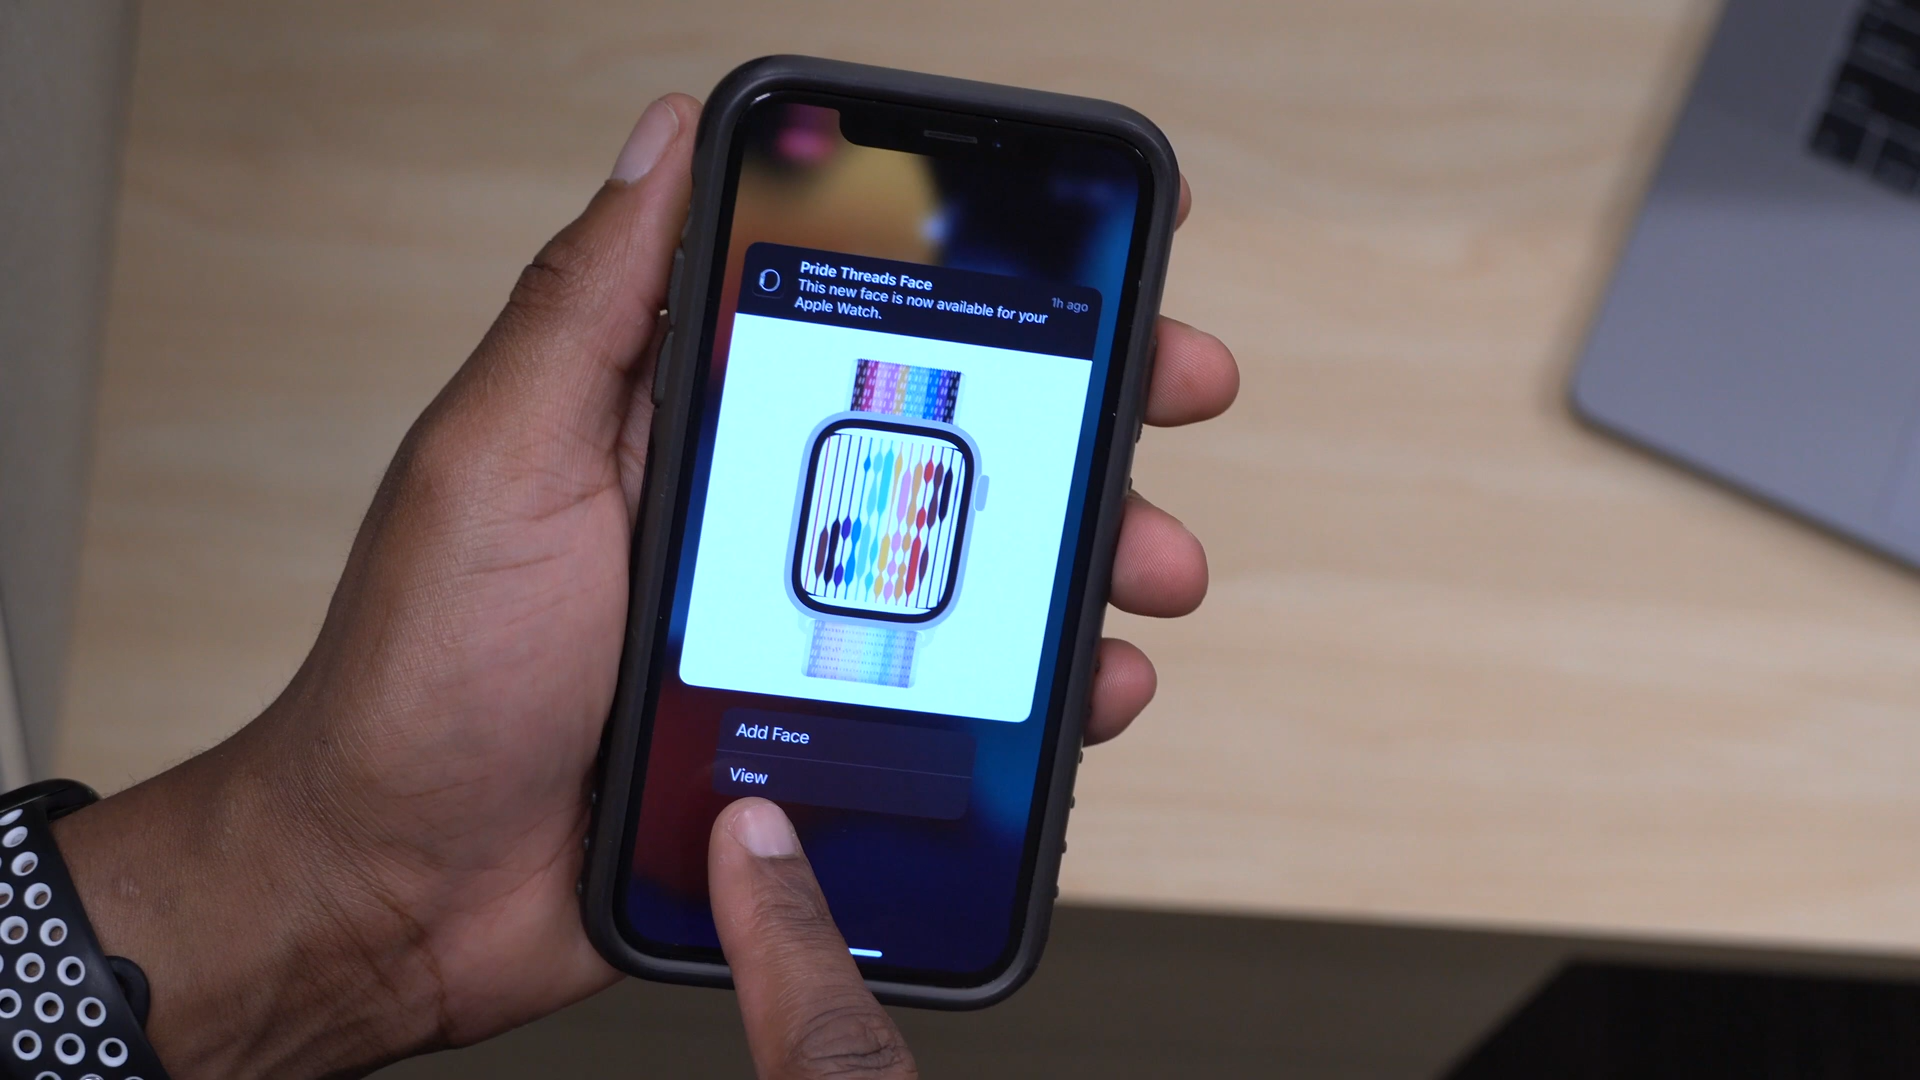 Pride Threads Face
This new face is now available for your
Apple Watch.
1h ago
Add Face
View